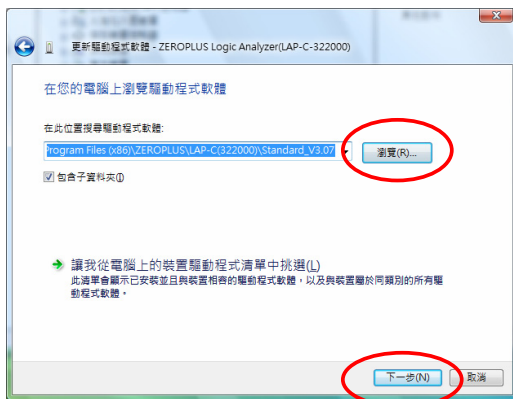 更新驅動程式軟體 - ZEROPLUS Logic Analyzer(LAP-C-322000)
在您的電腦上瀏覽驅動程式軟體
在此位置搜尋驅動程式軟體:
Program Files (x86)\ZEROPLUS\LAP-C(322000)\Standard_V3.07
瀏覽(R)...
包含子資料夾(I)
讓我從電腦上的裝置驅動程式清單中挑選(L)
此清單會顯示已安裝並且與裝置相容的驅動程式軟體，以及與裝置屬於同類別的所有驅
動程式軟體。
下一步(N)
取消